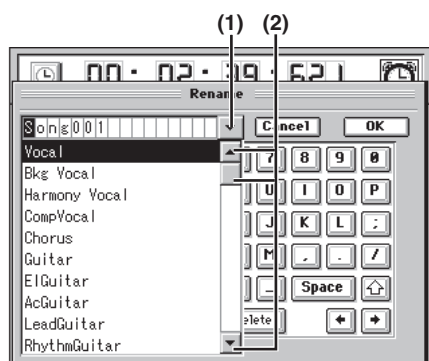 (1) (2)
00 : 02 : 39 : 621
Rename
Song001 Cancel OK
Vocal
7 8 9 0
Bkg Vocal
Harmony Vocal
U I O P
CompVocal
J K L ;
Chorus
Guitar
M , . /
ElGuitar
_ Space
AcGuitar
LeadGuitar
RhythmGuitar